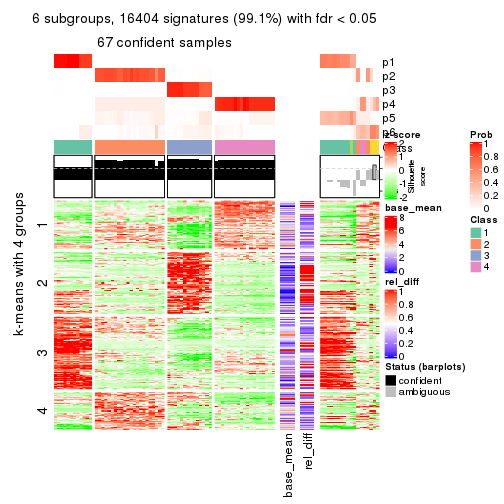 6 subgroups, 16404 signatures (99.1%) with fdr < 0.05
67 confident samples
p1
p2
p3
p4
p5
p6
Class
Silhouette
score
k-means with 4 groups
1
2
3
4
base_mean
rel_diff
z-score
2
1
0
-1
-2
base_mean
8
6
4
2
0
rel_diff
1
0.8
0.6
0.4
0.2
0
Status (barplots)
confident
ambiguous
Prob
1
0.8
0.6
0.4
0.2
0
Class
1
2
3
4